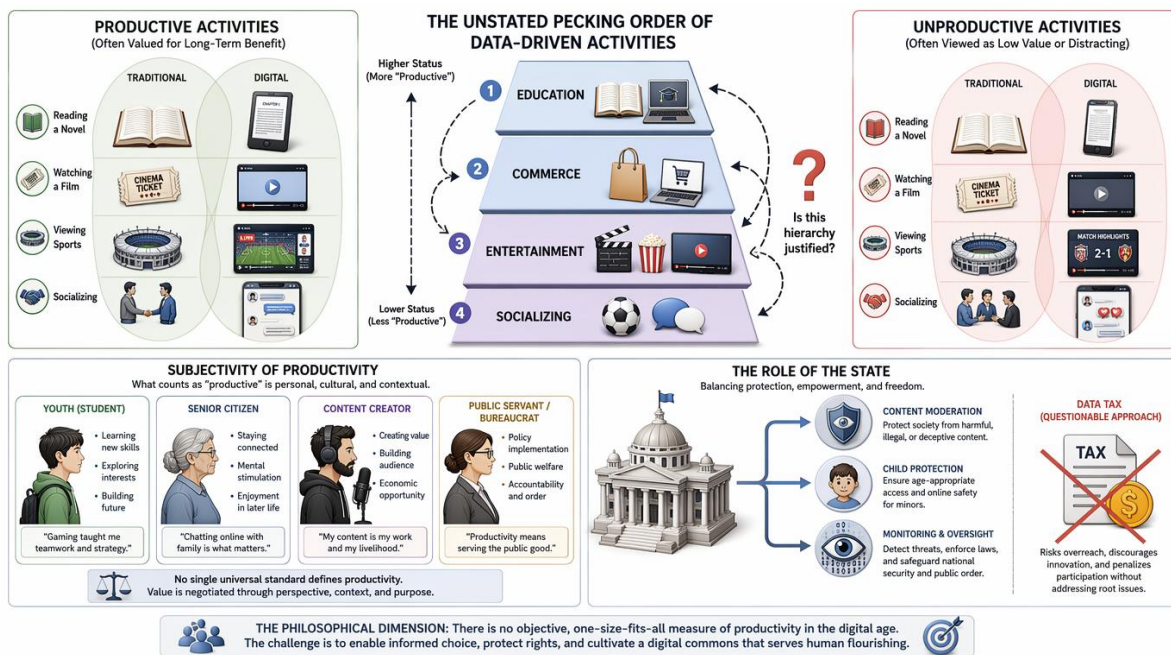 PRODUCTIVE ACTIVITIES
(Often Valued for Long-Term Benefit)
TRADITIONAL
DIGITAL
Reading
a Novel
CHAPTER 1
Watching
a Film
CINEMA
TICKET
Viewing
Sports
Socializing
THE UNSTATED PECKING ORDER OF
DATA-DRIVEN ACTIVITIES
Higher Status
(More "Productive")
Lower Status
(Less "Productive")
1
EDUCATION
2
COMMERCE
3
ENTERTAINMENT
4
SOCIALIZING
?
Is this
hierarchy
justified?
UNPRODUCTIVE ACTIVITIES
(Often Viewed as Low Value or Distracting)
TRADITIONAL
DIGITAL
Reading
a Novel
Watching
a Film
CINEMA
TICKET
Viewing
Sports
MATCH HIGHLIGHTS
2-1
Socializing
SUBJECTIVITY OF PRODUCTIVITY
What counts as "productive" is personal, cultural, and contextual.
YOUTH (STUDENT)
• Learning
new skills
• Exploring
interests
• Building
future
"Gaming taught me
teamwork and strategy."
SENIOR CITIZEN
• Staying
connected
• Mental
stimulation
• Enjoyment
in later life
"Chatting online with
family is what matters."
CONTENT CREATOR
• Creating value
• Building
audience
• Economic
opportunity
"My content is my work
and my livelihood."
PUBLIC SERVANT /
BUREAUCRAT
• Policy
implementation
• Public welfare
• Accountability
and order
"Productivity means
serving the public good."
No single universal standard defines productivity.
Value is negotiated through perspective, context, and purpose.
THE ROLE OF THE STATE
Balancing protection, empowerment, and freedom.
CONTENT MODERATION
Protect society from harmful,
illegal, or deceptive content.
CHILD PROTECTION
Ensure age-appropriate
access and online safety
for minors.
MONITORING & OVERSIGHT
Detect threats, enforce laws,
and safeguard national
security and public order.
DATA TAX
(QUESTIONABLE APPROACH)
TAX
$
Risks overreach, discourages
innovation, and penalizes
participation without
addressing root issues.
THE PHILOSOPHICAL DIMENSION: There is no objective, one-size-fits-all measure of productivity in the digital age.
The challenge is to enable informed choice, protect rights, and cultivate a digital commons that serves human flourishing.